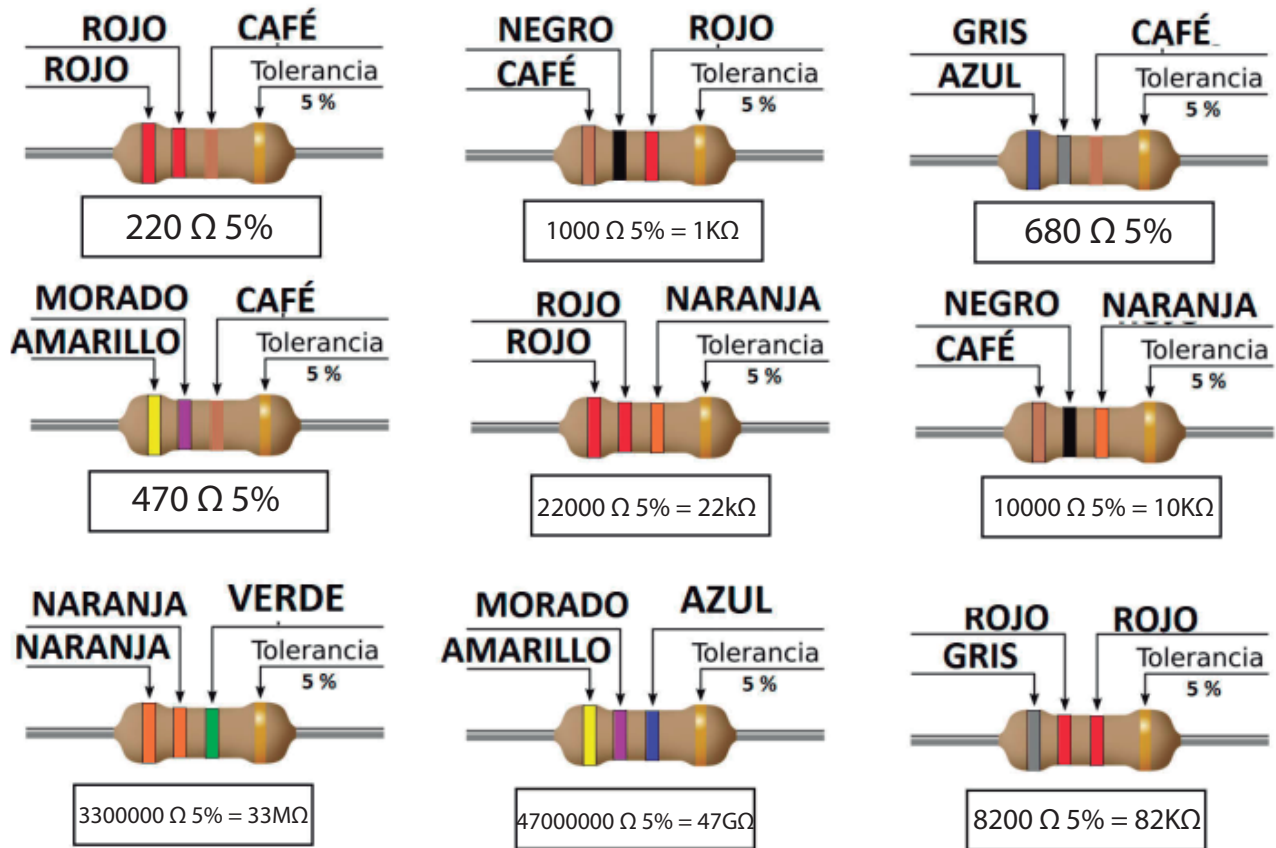 ROJO CAFÉ
ROJO Tolerancia
5 %
220 Ω 5%
NEGRO ROJO
CAFÉ Tolerancia
5 %
1000 Ω 5% = 1KΩ
GRIS CAFÉ
AZUL Tolerancia
5 %
680 Ω 5%
MORADO CAFÉ
AMARILLO Tolerancia
5 %
470 Ω 5%
ROJO NARANJA
ROJO Tolerancia
5 %
22000 Ω 5% = 22kΩ
NEGRO NARANJA
CAFÉ Tolerancia
5 %
10000 Ω 5% = 10KΩ
NARANJA VERDE
NARANJA Tolerancia
5 %
3300000 Ω 5% = 33MΩ
MORADO AZUL
AMARILLO Tolerancia
5 %
47000000 Ω 5% = 47GΩ
ROJO ROJO
GRIS Tolerancia
5 %
8200 Ω 5% = 82KΩ